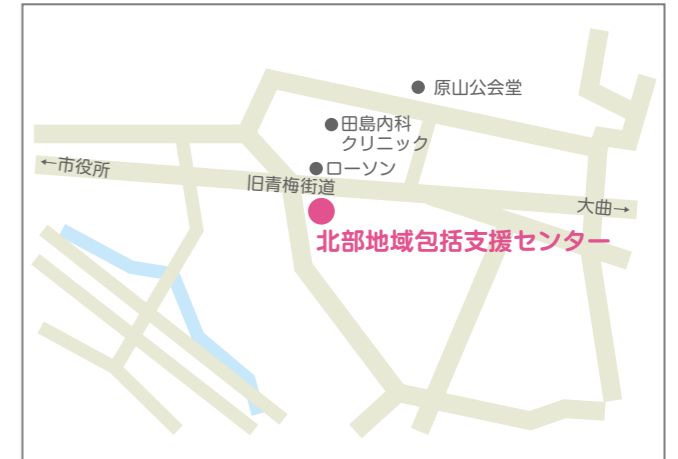 原山公会堂
田島内科
クリニック
ローソン
←市役所
旧青梅街道
大曲→
北部地域包括支援センター